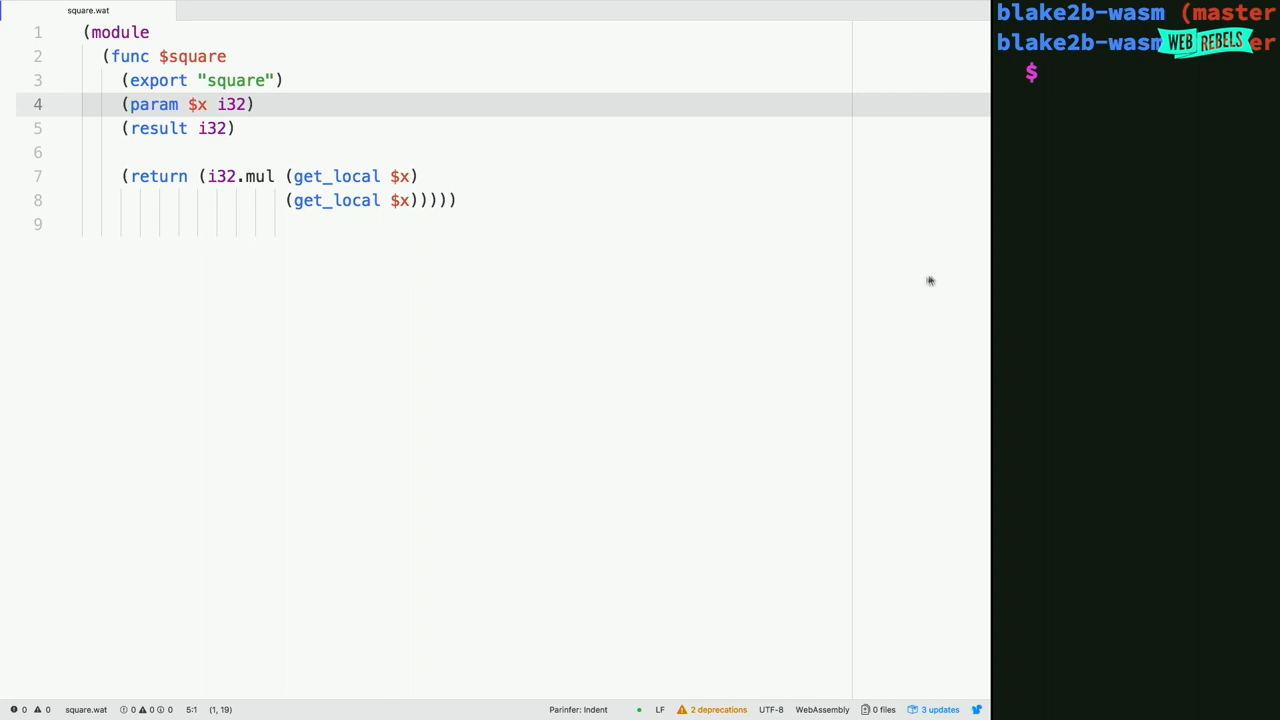 square.wat
1 (module
2 (func $square
3 (export "square")
4 (param $x i32)
5 (result i32)
6
7 (return (i32.mul (get_local $x)
8 (get_local $x)))))
9
0 0 square.wat 0 0 0 5:1 (1, 19) Parinfer: Indent LF 2 deprecations UTF-8 WebAssembly 0 files 3 updates
blake2b-wasm (master
blake2b-wasm er
WEB REBELS
$